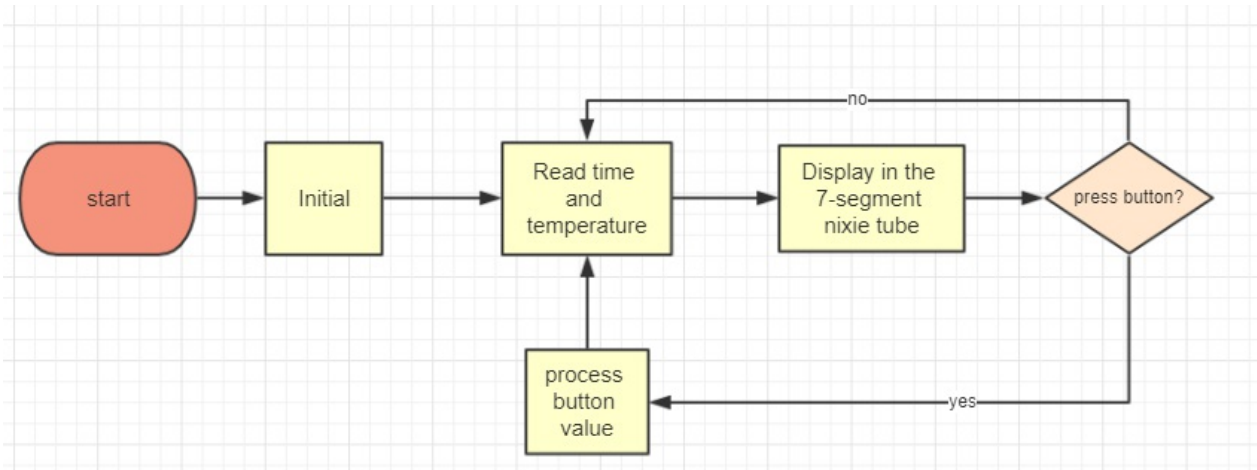 no
start
Initial
Read time
and
temperature
Display in the
7-segment
nixie tube
press button?
process
button
value
yes